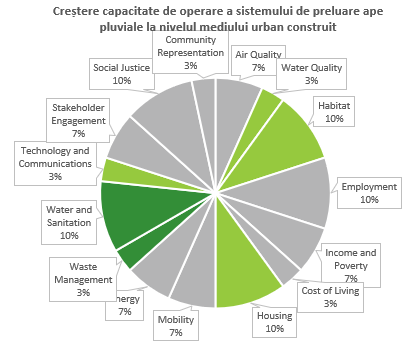 Creștere capacitate de operare a sistemului de preluare ape
pluviale la nivelul mediului urban construit
Community
Representation
3%
Air Quality
7%
Water Quality
3%
Habitat
10%
Employment
10%
Income and
Poverty
7%
Cost of Living
3%
Housing
10%
Mobility
7%
Energy
7%
Waste
Management
3%
Water and
Sanitation
10%
Technology and
Communications
3%
Stakeholder
Engagement
7%
Social Justice
10%